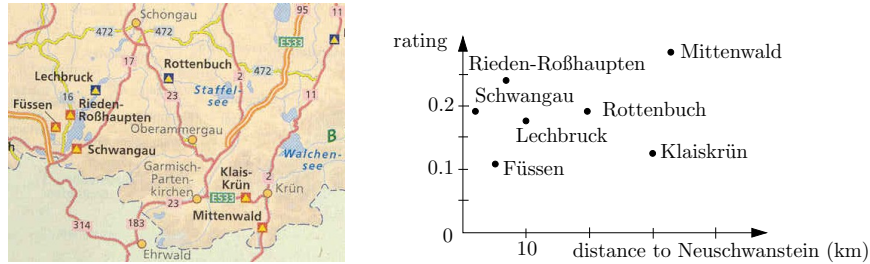 Schongau
95
11
472
472
E533
17
Lechbruck
Rottenbuch
472
2
Staffel-
see
11
16
Füssen
Rieden-
Roßhaupten
23
Oberammergau
B
Schwangau
Walchen-
see
Garmisch-
Parten-
kirchen
Klais-
Krün
2
Krün
E533
23
Mittenwald
314
183
Ehrwald
h
rating
Mittenwald
Rieden-Roßhaupten
Schwangau
0.2
Rottenbuch
Lechbruck
Klaiskrün
0.1
Füssen
0
10
distance to Neuschwanstein (km)